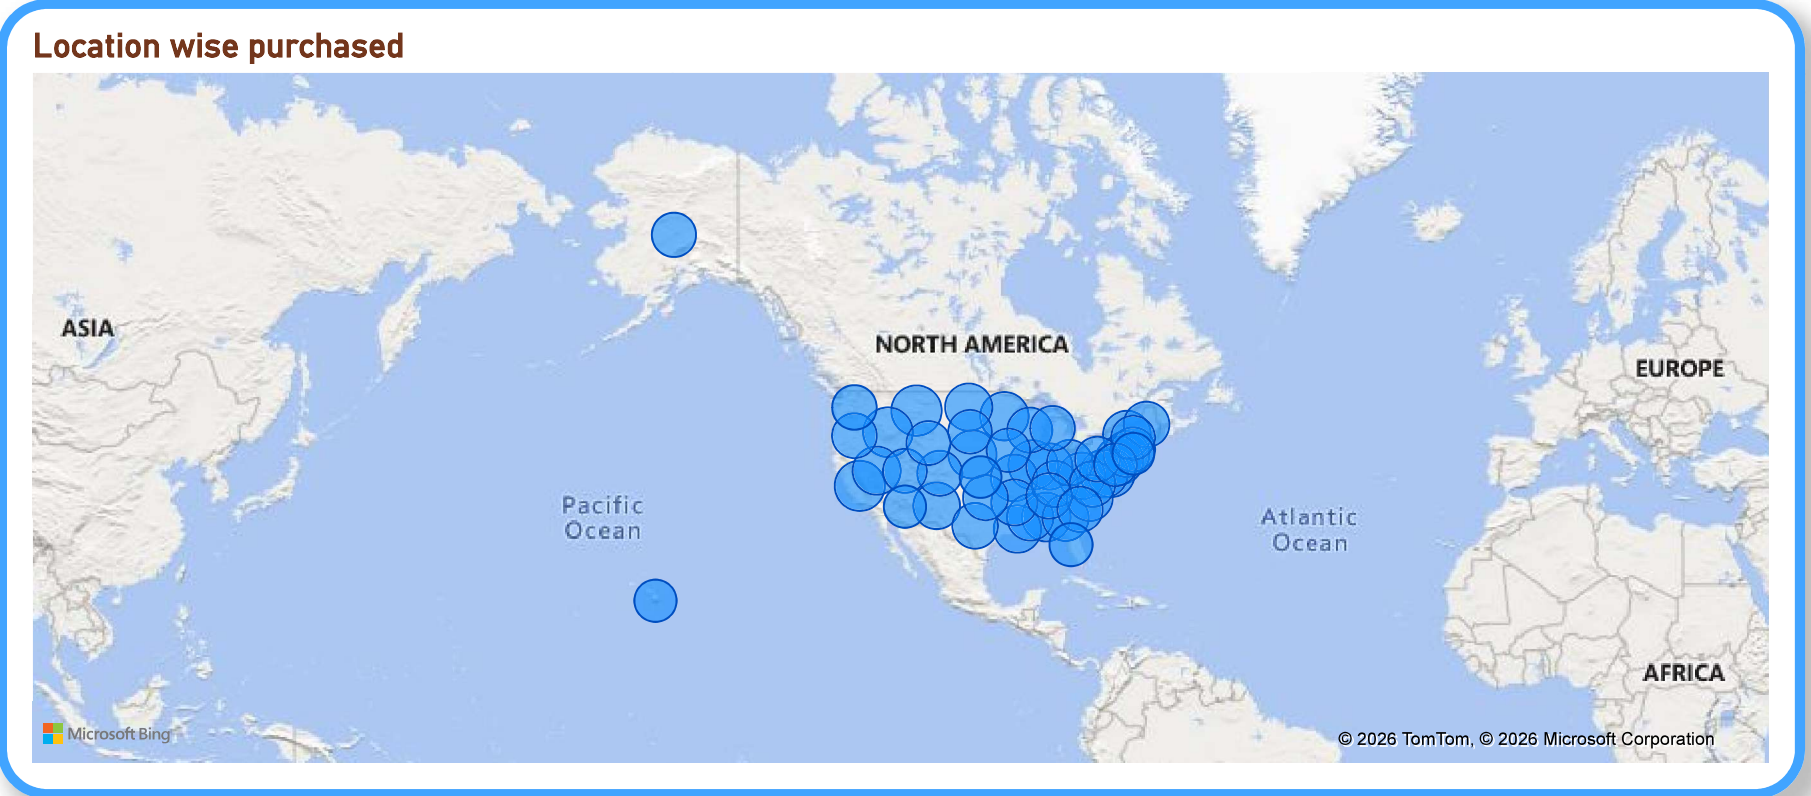 Location wise purchased
ASIA
NORTH AMERICA
EUROPE
Pacific
Ocean
Atlantic
Ocean
AFRICA
Microsoft Bing
© 2026 TomTom, © 2026 Microsoft Corporation